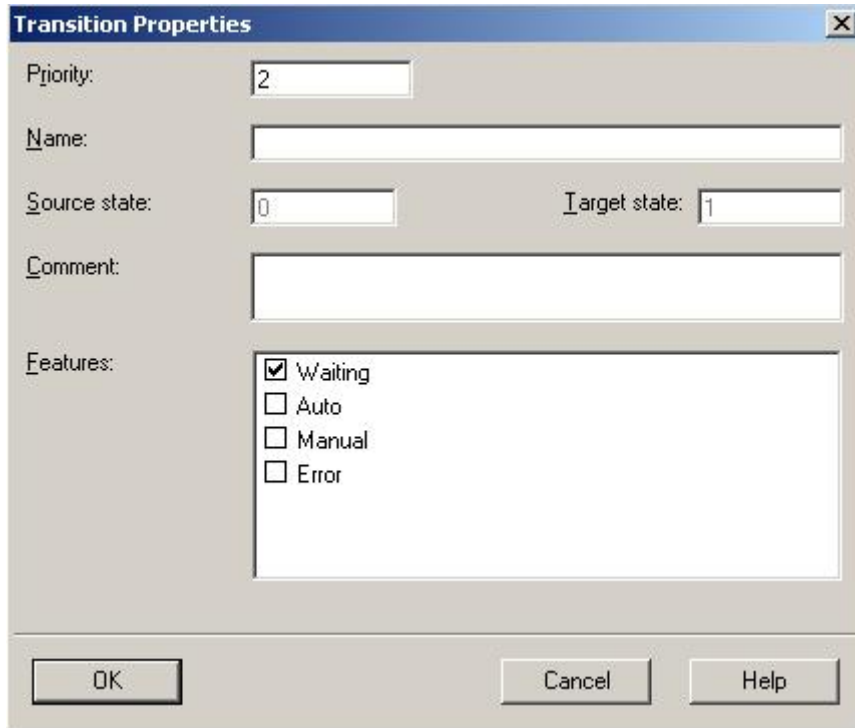 Transition Properties
Priority: 2
Name:
Source state: 0 Target state: 1
Comment:
Features:
Waiting
Auto
Manual
Error
OK Cancel Help